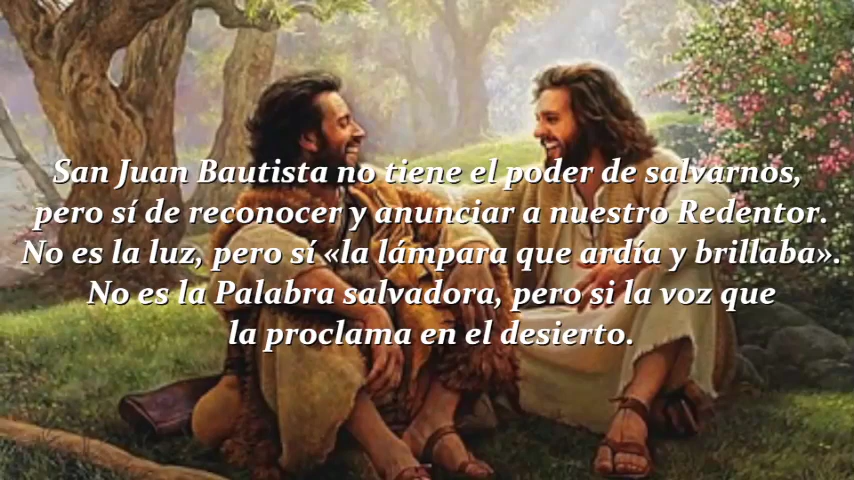 San Juan Bautista no tiene el poder de salvarnos,
pero sí de reconocer y anunciar a nuestro Redentor.
No es la luz, pero sí «la lámpara que ardía y brillaba».
No es la Palabra salvadora, pero si la voz que
la proclama en el desierto.